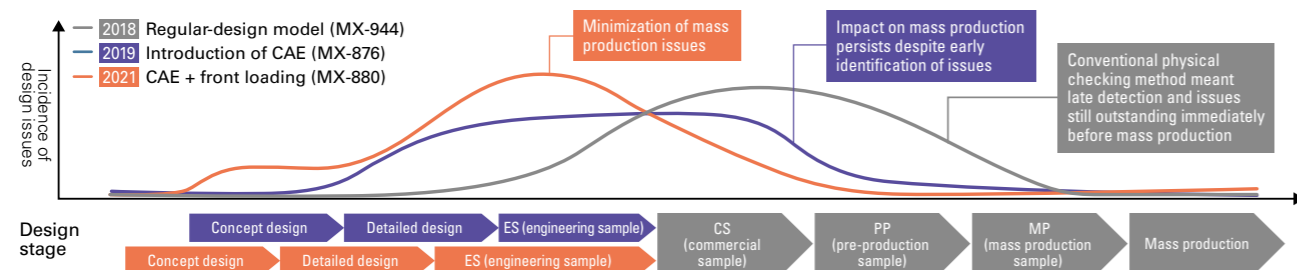 2018 Regular-design model (MX-944)
2019 Introduction of CAE (MX-876)
2021 CAE + front loading (MX-880)
Incidence of
design issues
Minimization of mass
production issues
Impact on mass production
persists despite early
identification of issues
Conventional physical
checking method meant
late detection and issues
still outstanding immediately
before mass production
Design
stage
Concept design
Detailed design
ES (engineering sample)
Concept design
Detailed design
ES (engineering sample)
CS
(commercial
sample)
PP
(pre-production
sample)
MP
(mass production
sample)
Mass production